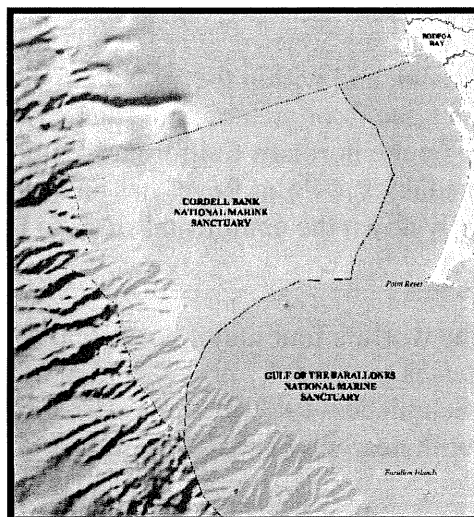 BODEGA
BAY
CORDELL BANK
NATIONAL MARINE
SANCTUARY
Point Reyes
GULF OF THE FARALLONES
NATIONAL MARINE
SANCTUARY
Farallon Islands